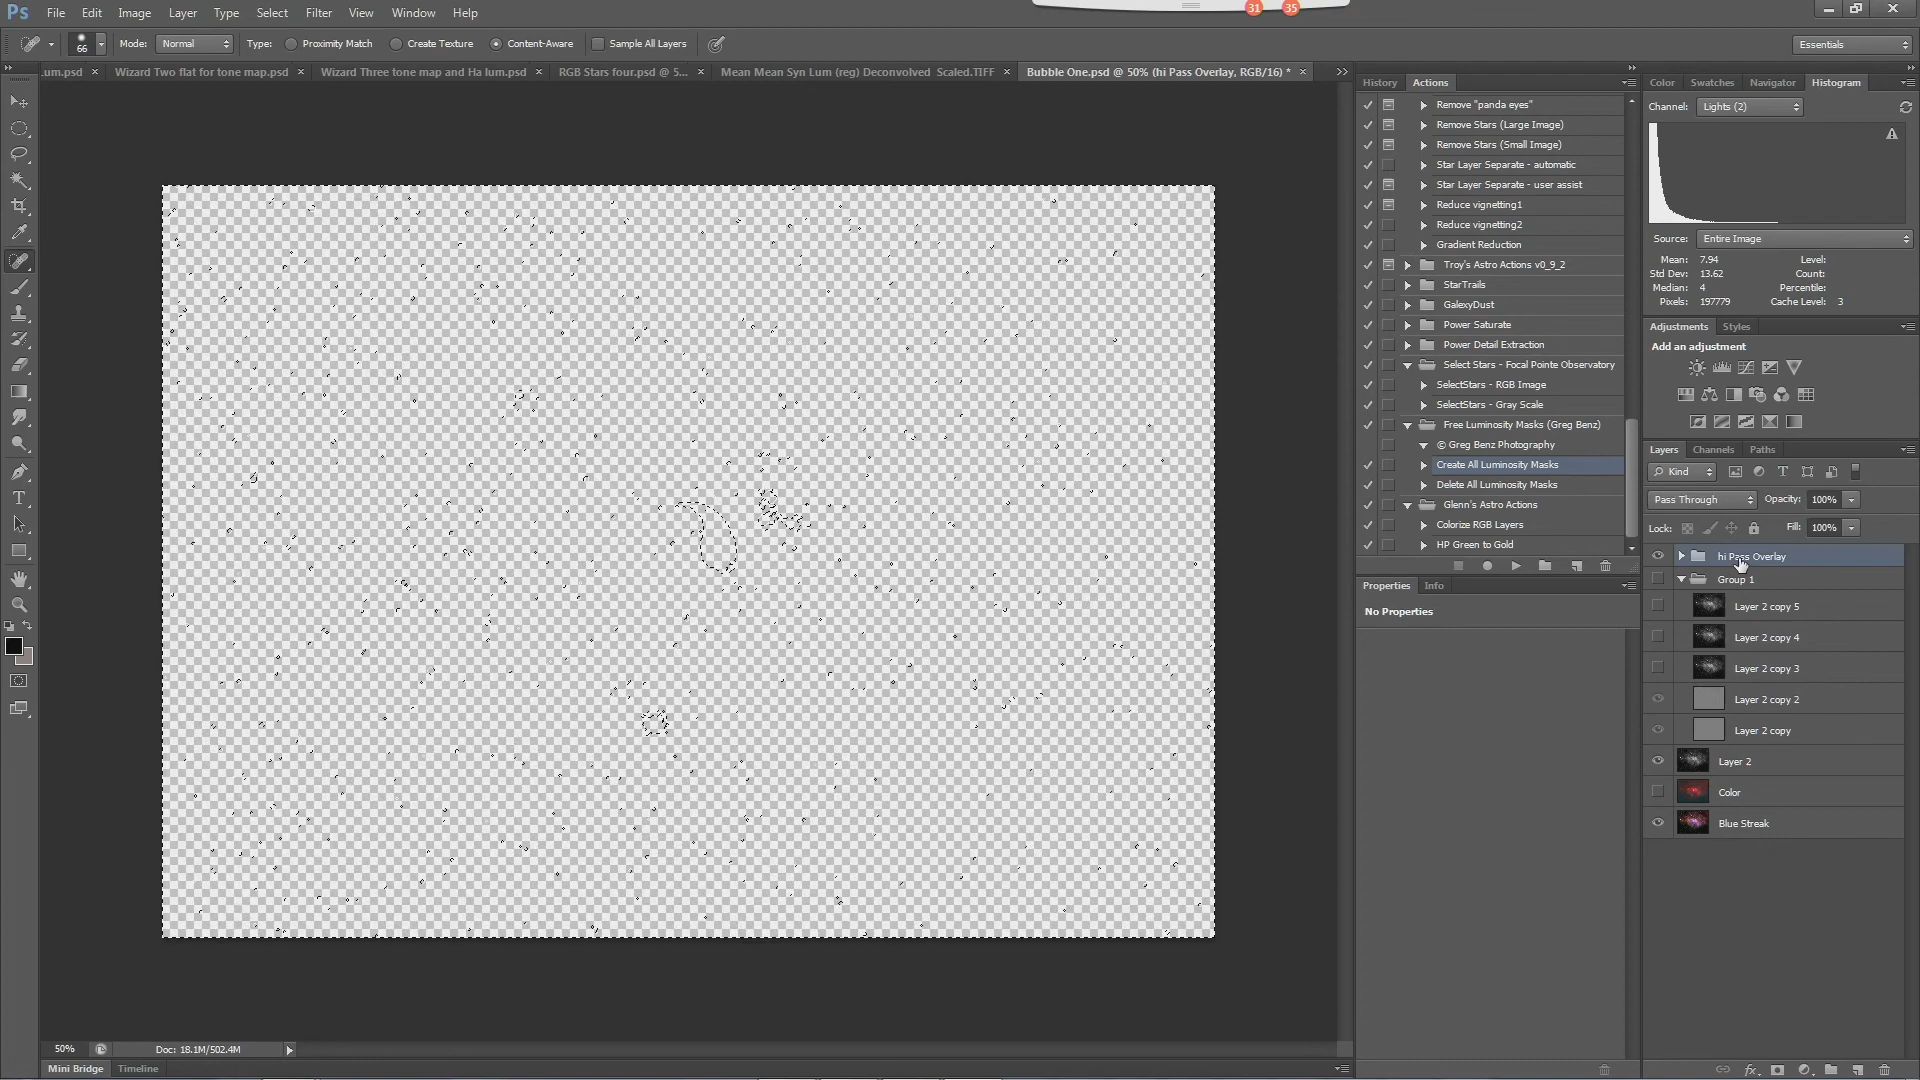 Ps File Edit Image Layer Type Select Filter View Window Help
31 35
66 Mode: Normal Type: Proximity Match Create Texture Content-Aware Sample All Layers Essentials
.um.psd × Wizard Two flat for tone map.psd × Wizard Three tone map and Ha lum.psd × RGB Stars four.psd @ 5... × Mean Mean Syn Lum (reg) Deconvolved Scaled.TIFF × Bubble One.psd @ 50% (hi Pass Overlay, RGB/16) * ×
History Actions
Remove "panda eyes"
Remove Stars (Large Image)
Remove Stars (Small Image)
Star Layer Separate - automatic
Star Layer Separate - user assist
Reduce vignetting1
Reduce vignetting2
Gradient Reduction
Troy's Astro Actions v0_9_2
StarTrails
GalexyDust
Power Saturate
Power Detail Extraction
Select Stars - Focal Pointe Observatory
SelectStars - RGB Image
SelectStars - Gray Scale
Free Luminosity Masks (Greg Benz)
© Greg Benz Photography
Create All Luminosity Masks
Delete All Luminosity Masks
Glenn's Astro Actions
Colorize RGB Layers
HP Green to Gold
Properties Info
No Properties
Color Swatches Navigator Histogram
Channel: Lights (2)
Source: Entire Image
Mean: 7.94 Level:
Std Dev: 13.62 Count:
Median: 4 Percentile:
Pixels: 197779 Cache Level: 3
Adjustments Styles
Add an adjustment
Layers Channels Paths
Kind
Pass Through Opacity: 100%
Lock: Fill: 100%
hi Pass Overlay
Group 1
Layer 2 copy 5
Layer 2 copy 4
Layer 2 copy 3
Layer 2 copy 2
Layer 2 copy
Layer 2
Color
Blue Streak
50% Doc: 18.1M/502.4M
Mini Bridge Timeline